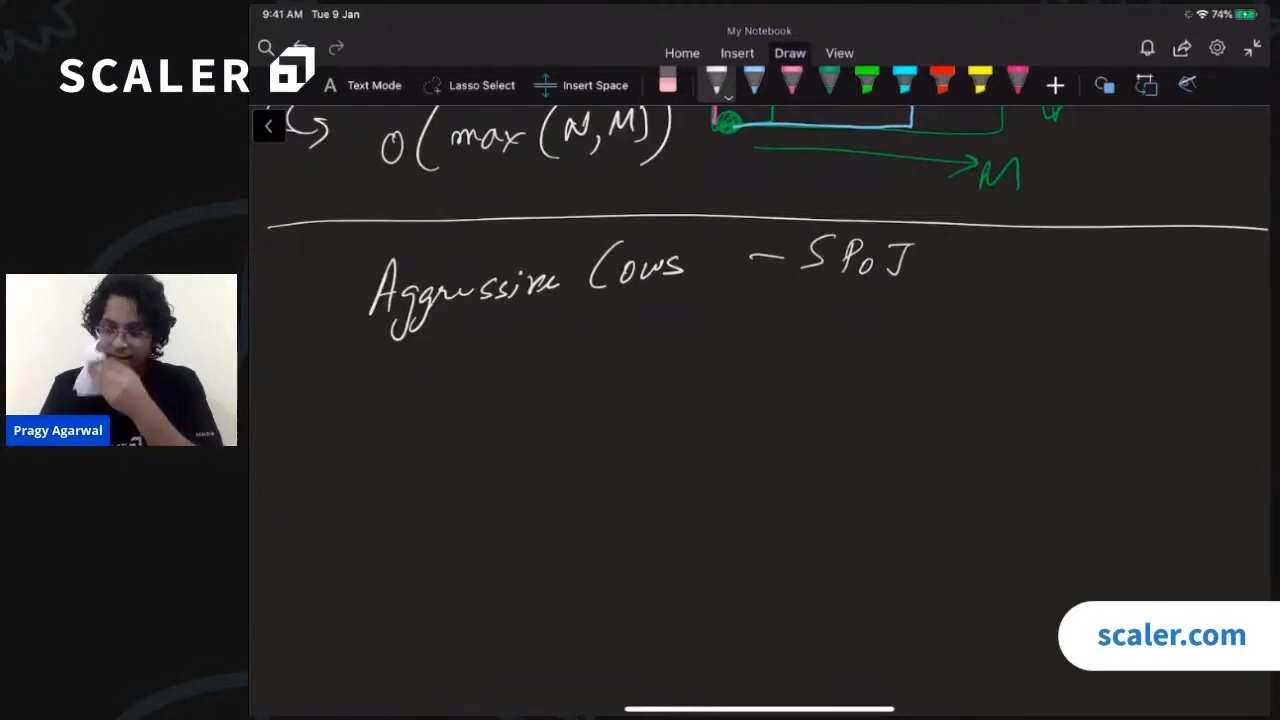 9:41 AM Tue 9 Jan
74%
My Notebook
SCALER
Home Insert Draw View
Text Mode Lasso Select Insert Space
O(max(N,M))
M
Aggressive Cows - SPOJ
Pragy Agarwal
scaler.com